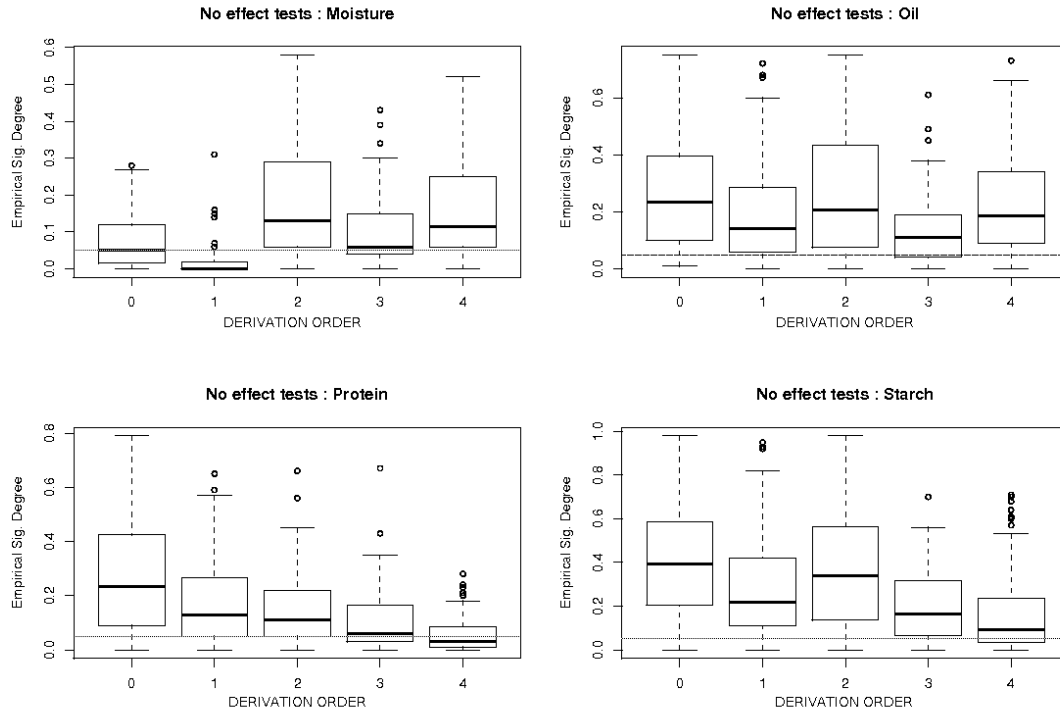 No effect tests : Moisture
Empirical Sig. Degree
0.0 0.1 0.2 0.3 0.4 0.5 0.6
0 1 2 3 4
DERIVATION ORDER
No effect tests : Oil
Empirical Sig. Degree
0.0 0.2 0.4 0.6
0 1 2 3 4
DERIVATION ORDER
No effect tests : Protein
Empirical Sig. Degree
0.0 0.2 0.4 0.6 0.8
0 1 2 3 4
DERIVATION ORDER
No effect tests : Starch
Empirical Sig. Degree
0.0 0.2 0.4 0.6 0.8 1.0
0 1 2 3 4
DERIVATION ORDER